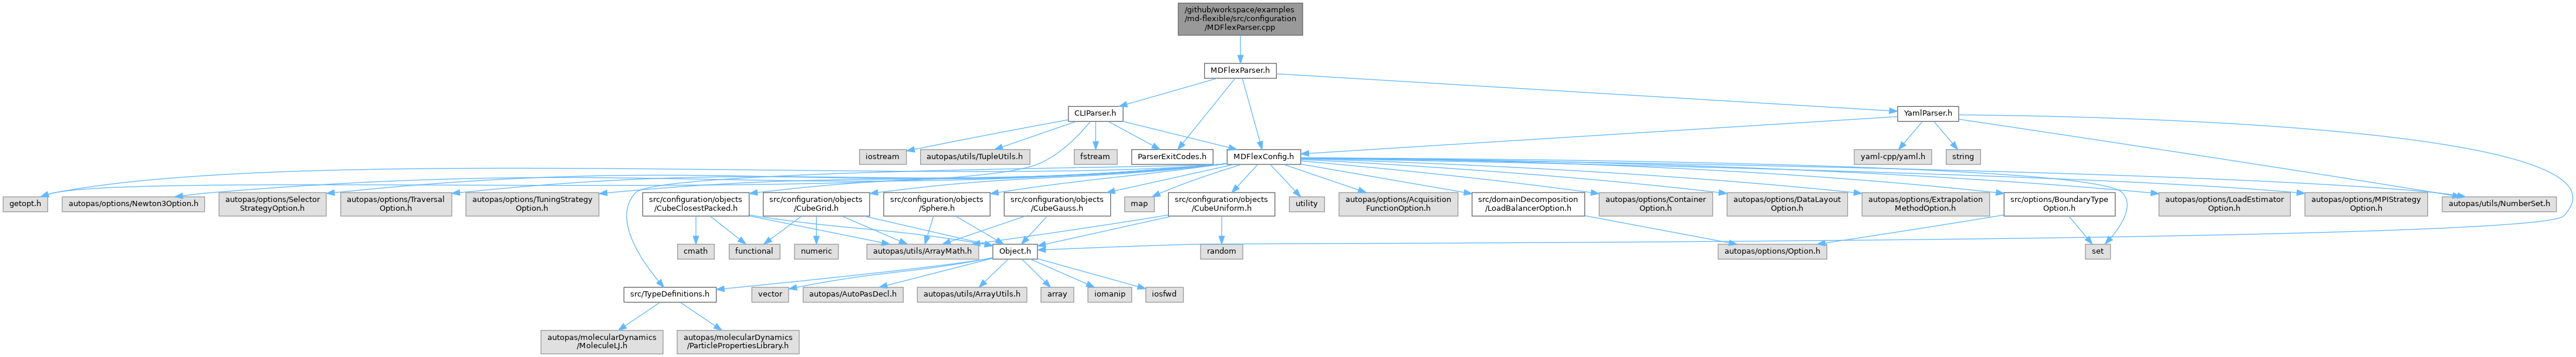 /github/workspace/examples
/md-flexible/src/configuration
/MDFlexParser.cpp
MDFlexParser.h
CLIParser.h
YamlParser.h
iostream
autopas/utils/TupleUtils.h
fstream
ParserExitCodes.h
MDFlexConfig.h
yaml-cpp/yaml.h
string
getopt.h
autopas/options/Newton3Option.h
autopas/options/Selector
StrategyOption.h
autopas/options/Traversal
Option.h
autopas/options/TuningStrategy
Option.h
src/configuration/objects
/CubeClosestPacked.h
src/configuration/objects
/CubeGrid.h
src/configuration/objects
/Sphere.h
src/configuration/objects
/CubeGauss.h
map
src/configuration/objects
/CubeUniform.h
utility
autopas/options/Acquisition
FunctionOption.h
src/domainDecomposition
/LoadBalancerOption.h
autopas/options/Container
Option.h
autopas/options/DataLayout
Option.h
autopas/options/Extrapolation
MethodOption.h
src/options/BoundaryType
Option.h
autopas/options/LoadEstimator
Option.h
autopas/options/MPIStrategy
Option.h
autopas/utils/NumberSet.h
cmath
functional
numeric
autopas/utils/ArrayMath.h
Object.h
random
autopas/options/Option.h
set
src/TypeDefinitions.h
vector
autopas/AutoPasDecl.h
autopas/utils/ArrayUtils.h
array
iomanip
iosfwd
autopas/molecularDynamics
/MoleculeLJ.h
autopas/molecularDynamics
/ParticlePropertiesLibrary.h